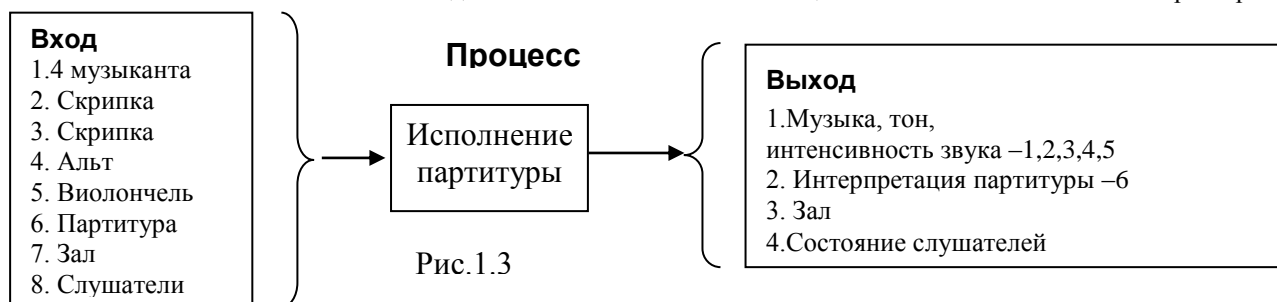 Вход
1.4 музыканта
2. Скрипка
3. Скрипка
4. Альт
5. Виолончель
6. Партитура
7. Зал
8. Слушатели
Процесс
Исполнение
партитуры
Рис.1.3
Выход
1.Музыка, тон,
интенсивность звука –1,2,3,4,5
2. Интерпретация партитуры –6
3. Зал
4.Состояние слушателей